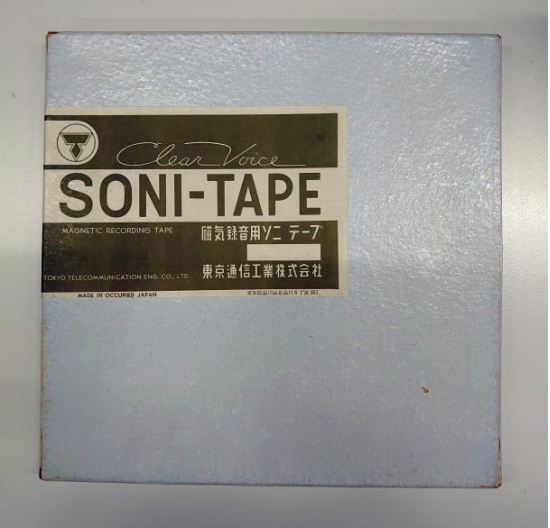 Clear Voice
SONI-TAPE
MAGNETIC RECORDING TAPE
磁気録音用ソニ テープ
東京通信工業株式会社
TOKYO TELECOMMUNICATION ENG. CO., LTD.
MADE IN OCCUPIED JAPAN